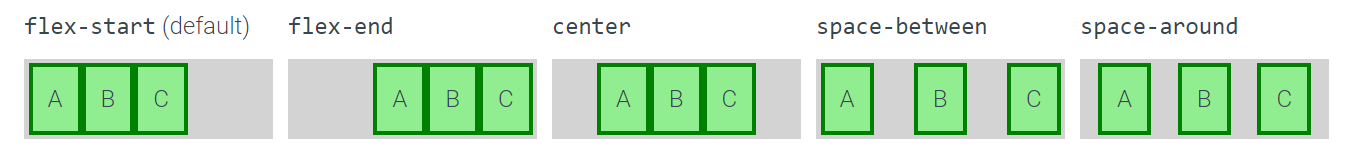 flex-start (default) flex-end center space-between space-around
A B C A B C A B C A B C A B C